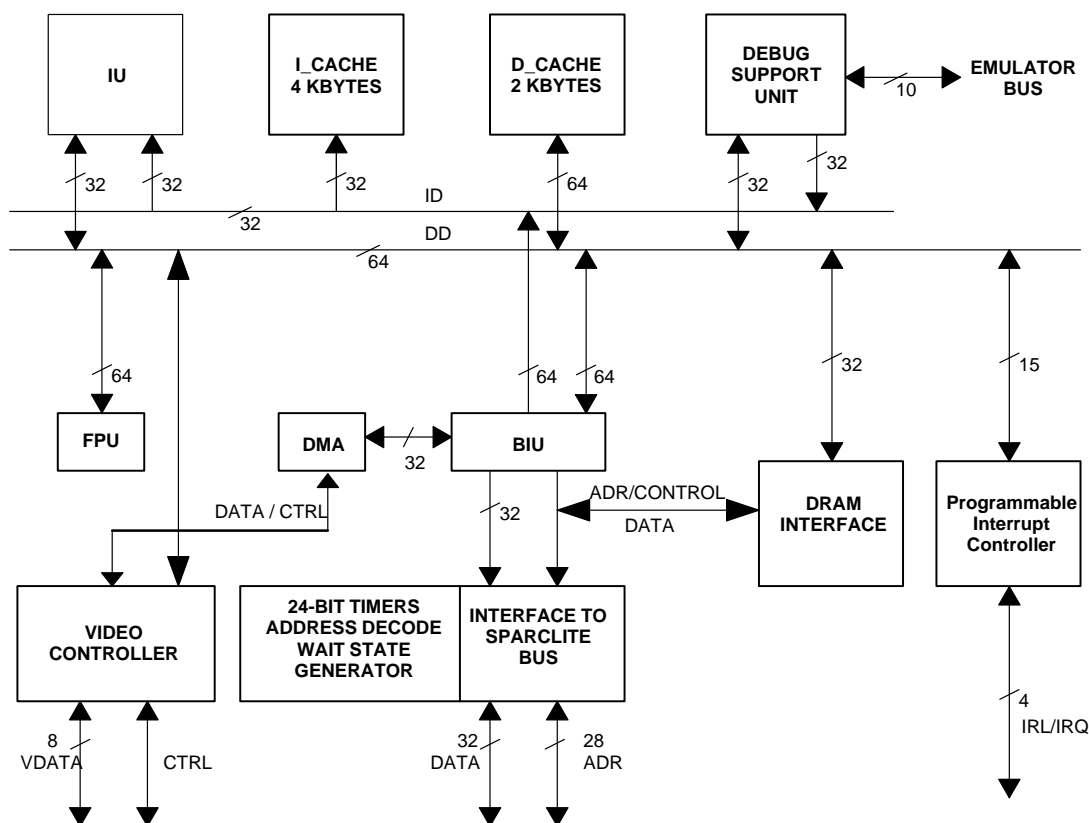 IU
I_CACHE
4 KBYTES
D_CACHE
2 KBYTES
DEBUG
SUPPORT
UNIT
10
EMULATOR
BUS
32
32
32
64
32
32
ID
32
DD
64
64
64
64
32
15
FPU
DMA
32
BIU
DATA / CTRL
32
ADR/CONTROL
DATA
DRAM
INTERFACE
Programmable
Interrupt
Controller
VIDEO
CONTROLLER
24-BIT TIMERS
ADDRESS DECODE
WAIT STATE
GENERATOR
INTERFACE TO
SPARCLITE
BUS
8
VDATA
CTRL
32
DATA
28
ADR
4
IRL/IRQ